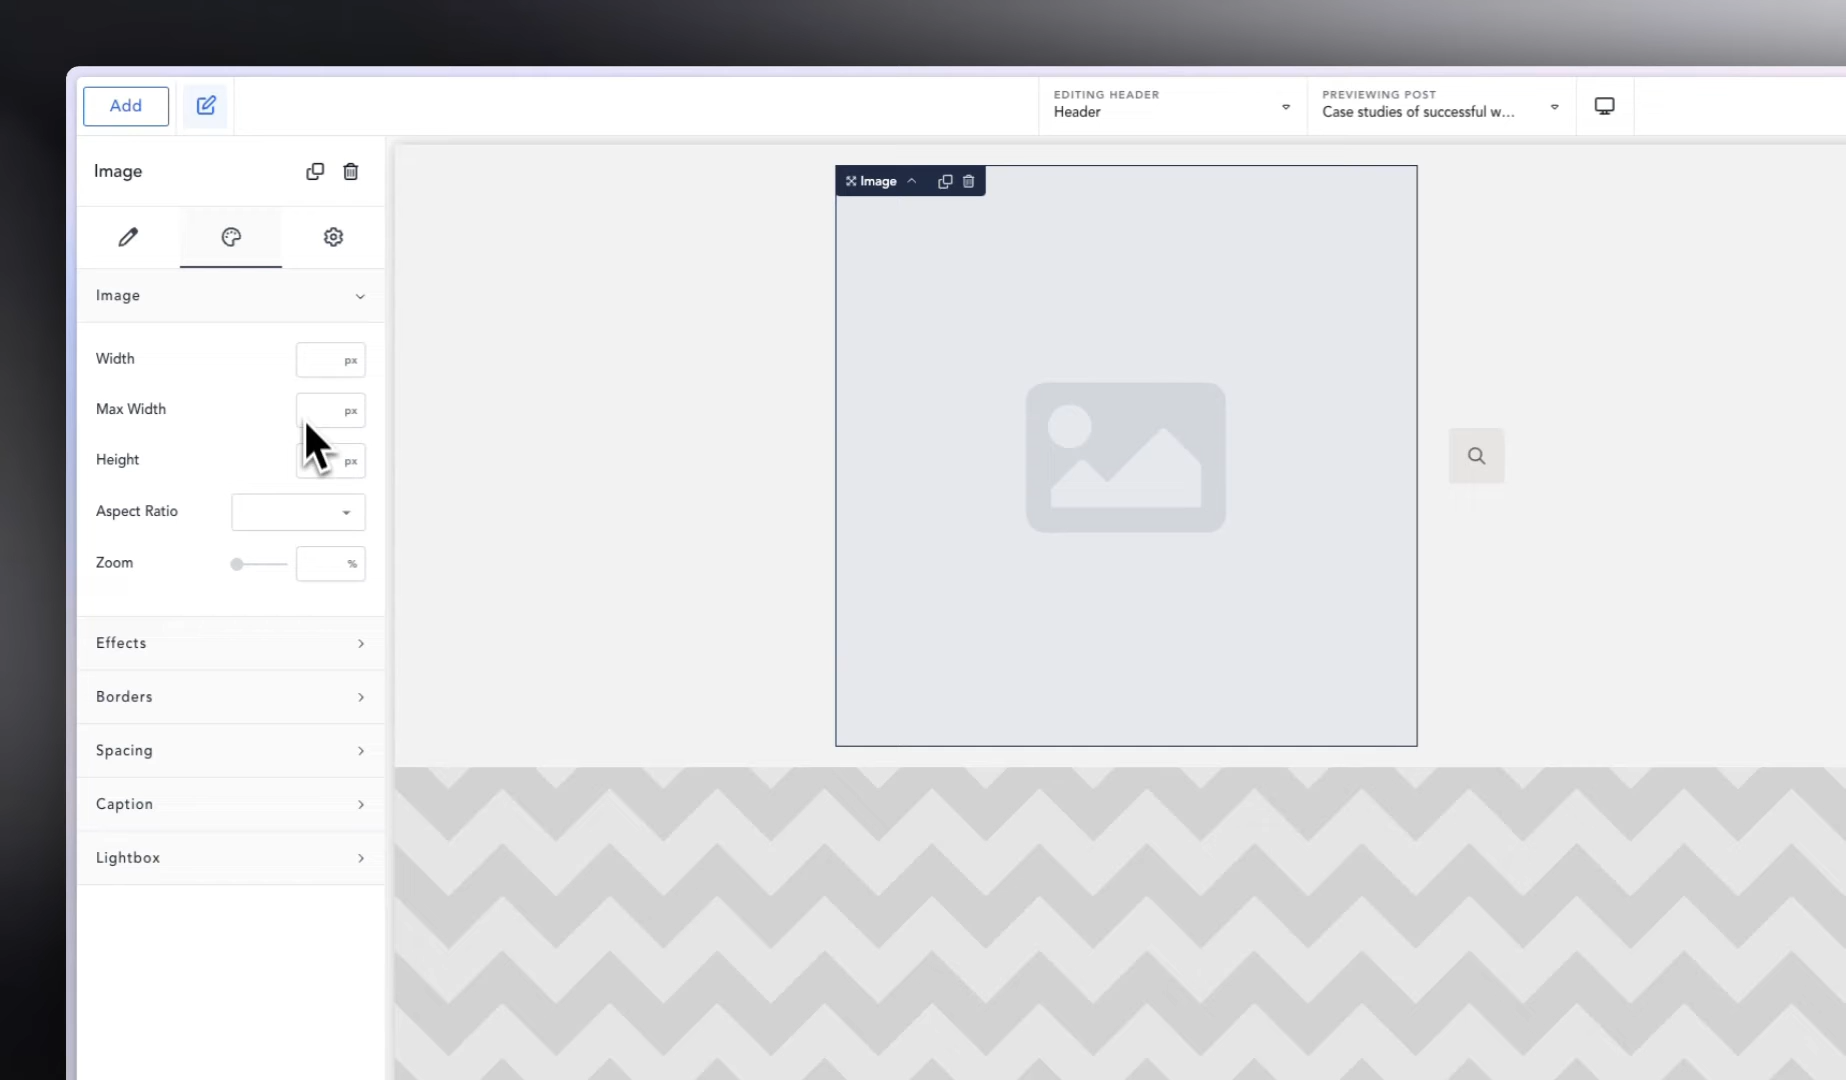 Add
EDITING HEADER
Header
PREVIEWING POST
Case studies of successful w...
Image
Image
Image
Width
px
Max Width
px
Height
px
Aspect Ratio
Zoom
%
Effects
Borders
Spacing
Caption
Lightbox